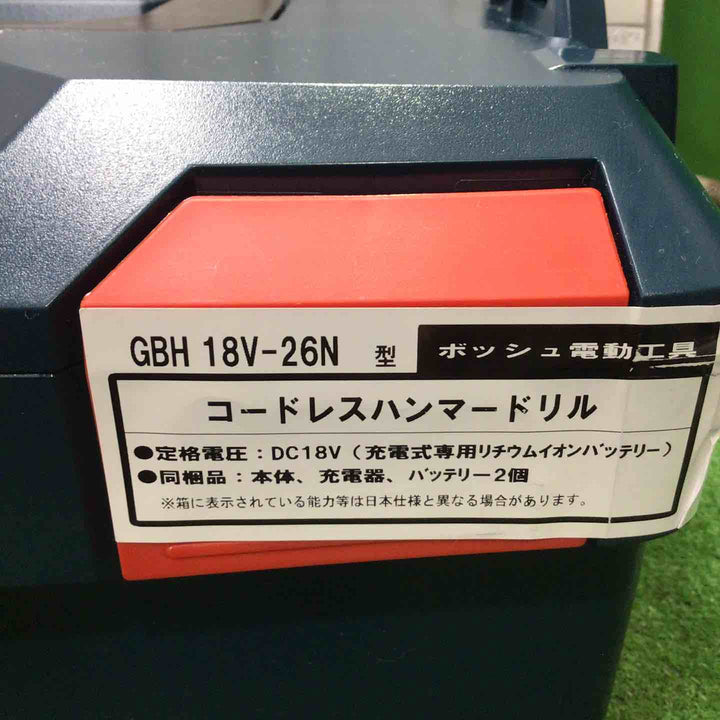 GBH 18V-26N 型 ボッシュ電動工具
コードレスハンマードリル
●定格電圧：DC18V（充電式専用リチウムイオンバッテリー）
●同梱品：本体、充電器、バッテリー2個
※箱に表示されている能力等は日本仕様と異なる場合があります。